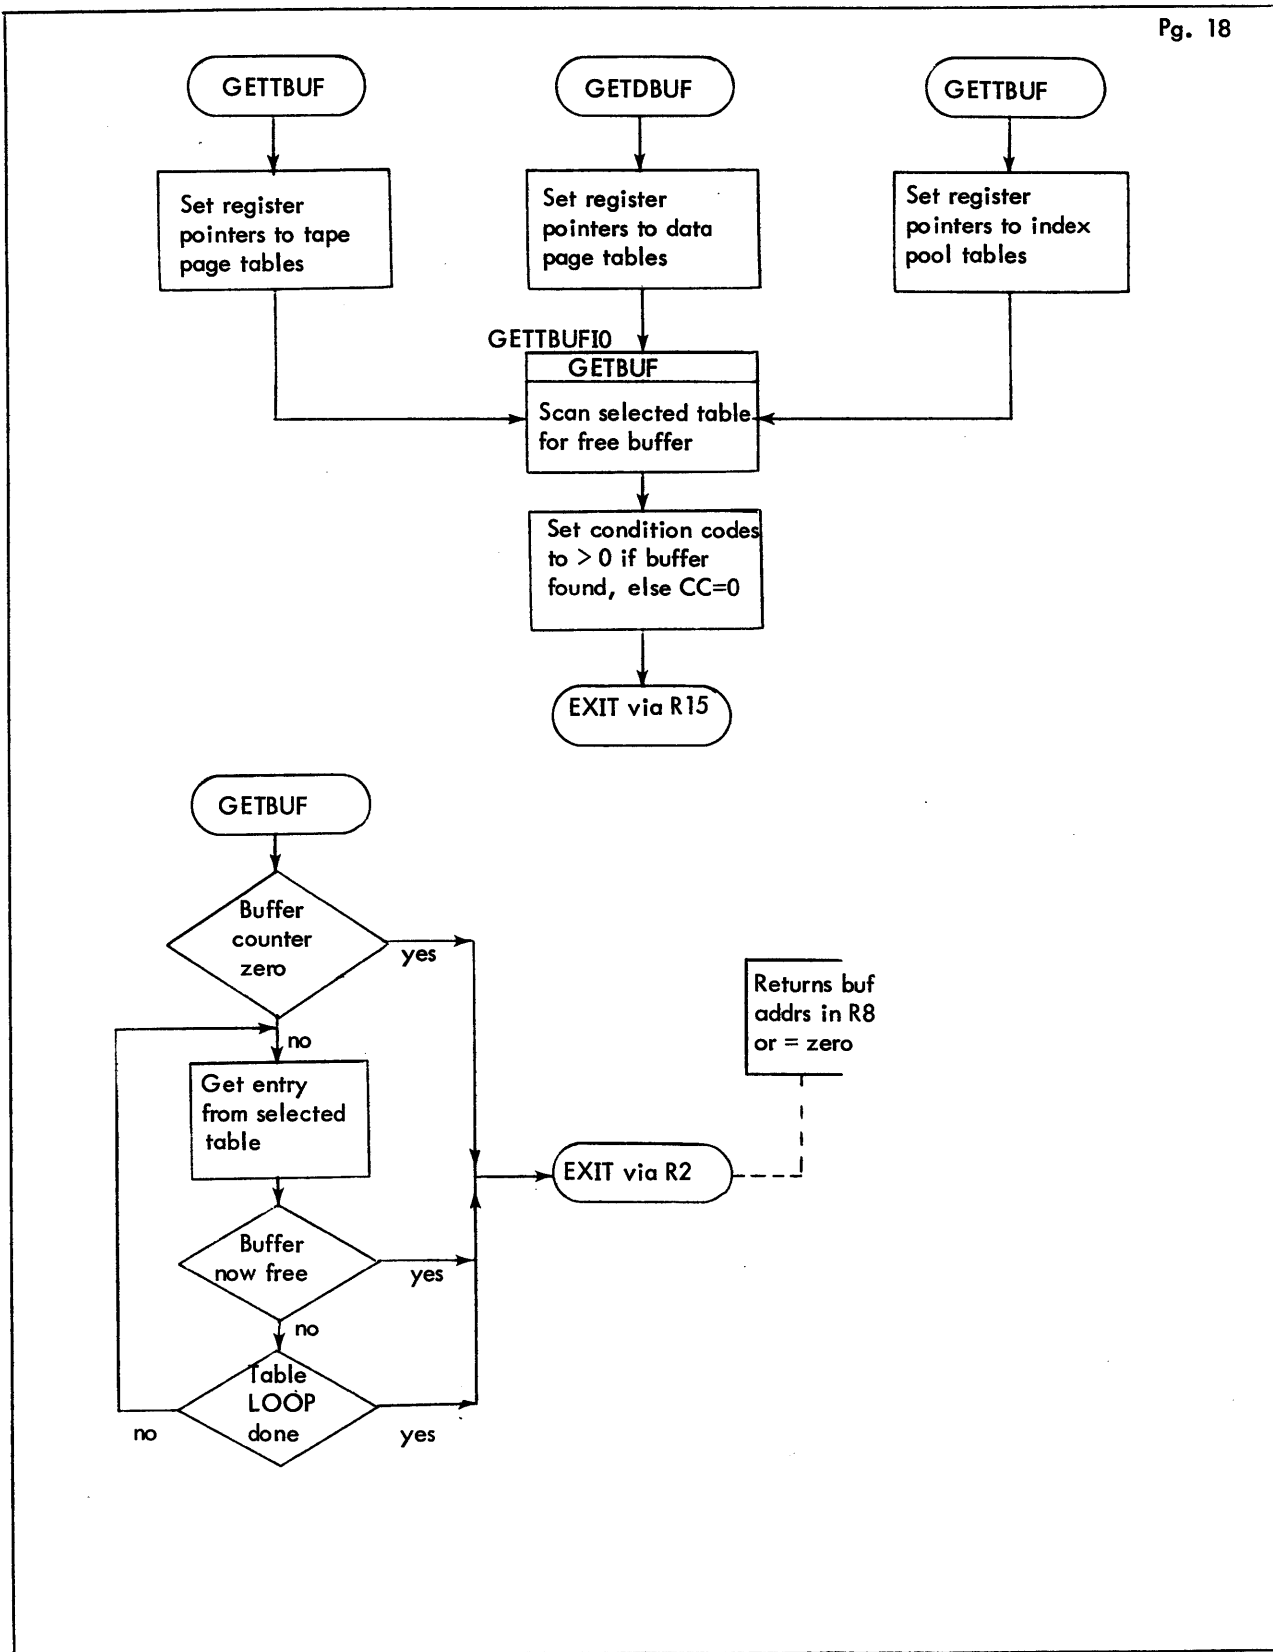 Pg. 18
GETTBUF
GETDBUF
GETTBUF
Set register
pointers to tape
page tables
Set register
pointers to data
page tables
Set register
pointers to index
pool tables
GETTBUFI0
GETBUF
Scan selected table
for free buffer
Set condition codes
to > 0 if buffer
found, else CC=0
EXIT via R15
GETBUF
Buffer
counter
zero
yes
no
Returns buf
addrs in R8
or = zero
Get entry
from selected
table
EXIT via R2
Buffer
now free
yes
no
Table
LOOP
done
no
yes